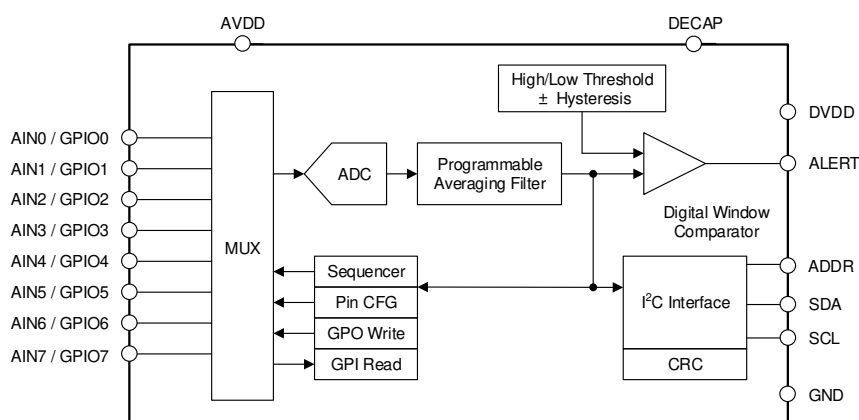 AVDD
DECAP
High/Low Threshold
± Hysteresis
DVDD
AIN0 / GPIO0
AIN1 / GPIO1
AIN2 / GPIO2
AIN3 / GPIO3
AIN4 / GPIO4
AIN5 / GPIO5
AIN6 / GPIO6
AIN7 / GPIO7
MUX
ADC
Programmable
Averaging Filter
ALERT
Digital Window
Comparator
Sequencer
Pin CFG
GPO Write
GPI Read
I²C Interface
CRC
ADDR
SDA
SCL
GND